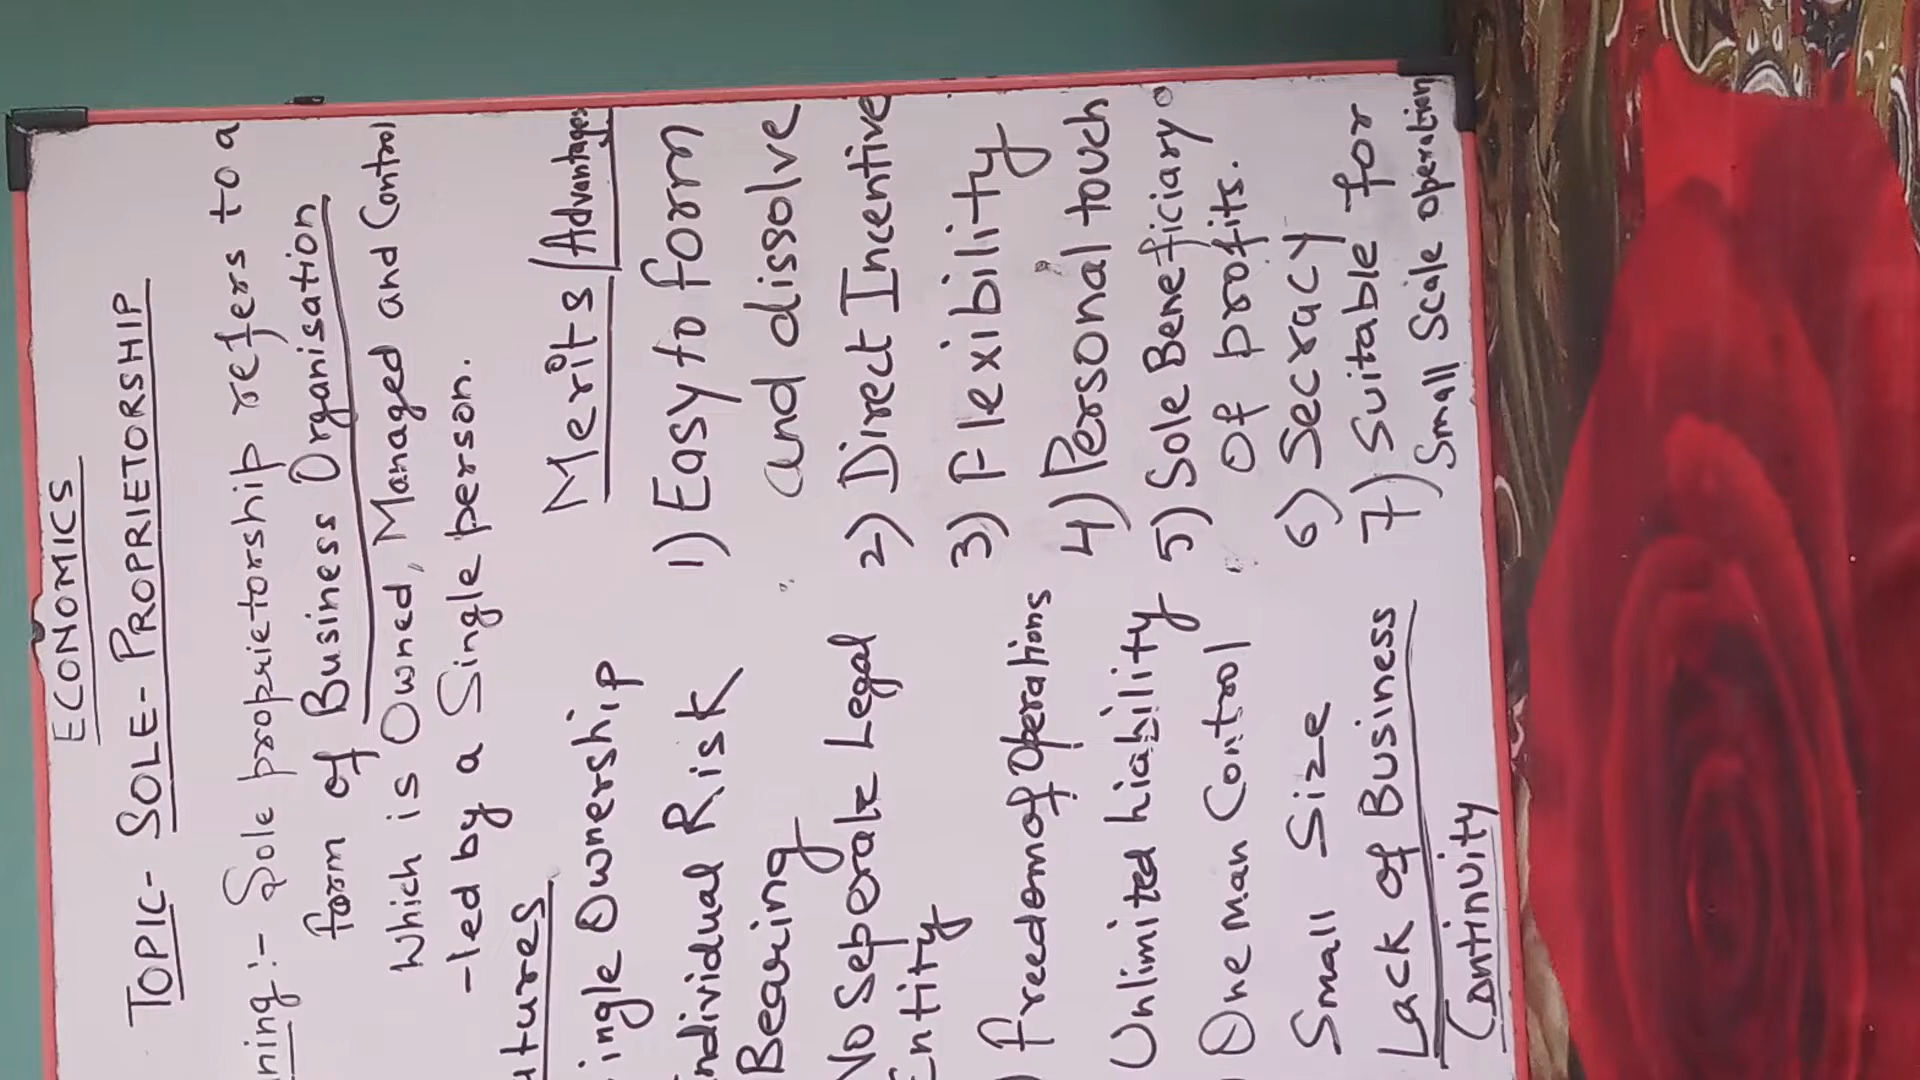 ECONOMICS
TOPIC - SOLE - PROPRIETORSHIP
ning :- Sole proprietorship refers to a
form of Business Organisation
which is Owned, Managed and Control
-led by a Single person.
tures
ingle Ownership
ndividual Risk
Bearing
No Seperate Legal
Entity
Freedom of Operations
Unlimited liability
One man Control
Small Size
Lack of Business
Continuity
Merits / Advantages
1) Easy to form
and dissolve
2) Direct Incentive
3) Flexibility
4) Personal touch
5) Sole Beneficiary
of profits.
6) Secracy
7) Suitable for
Small Scale operation